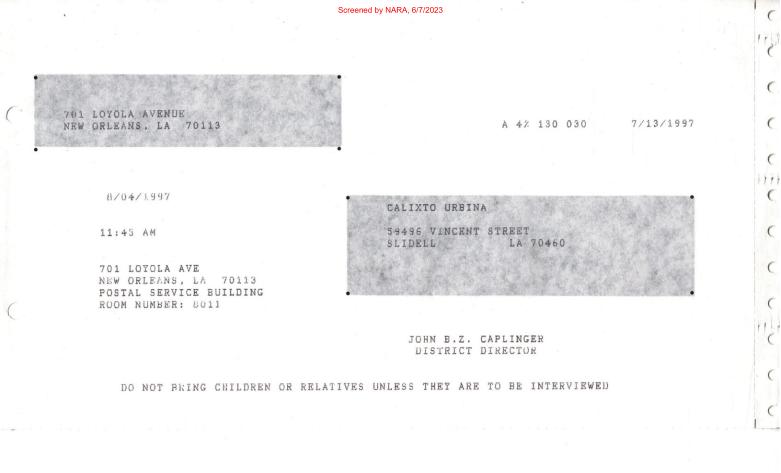 Screened by NARA, 6/7/2023
701 LOYOLA AVENUE
NEW ORLEANS, LA 70113
130 030 7/13/1997
8/04/1997
CALIXTO URBINA
VINCENT STREET
SLIDELL LA 70460
11:45 AM
701 LOYOLA AVE
NEW ORLEANS, LA 70113
POSTAL SERVICE BUILDING
ROOM NUMBER: 8011
JOHN B.Z. CAPLINGER
DISTRICT DIRECTOR
DO NOT BRING CHILDREN OR RELATIVES UNLESS THEY ARE TO BE INTERVIEWED